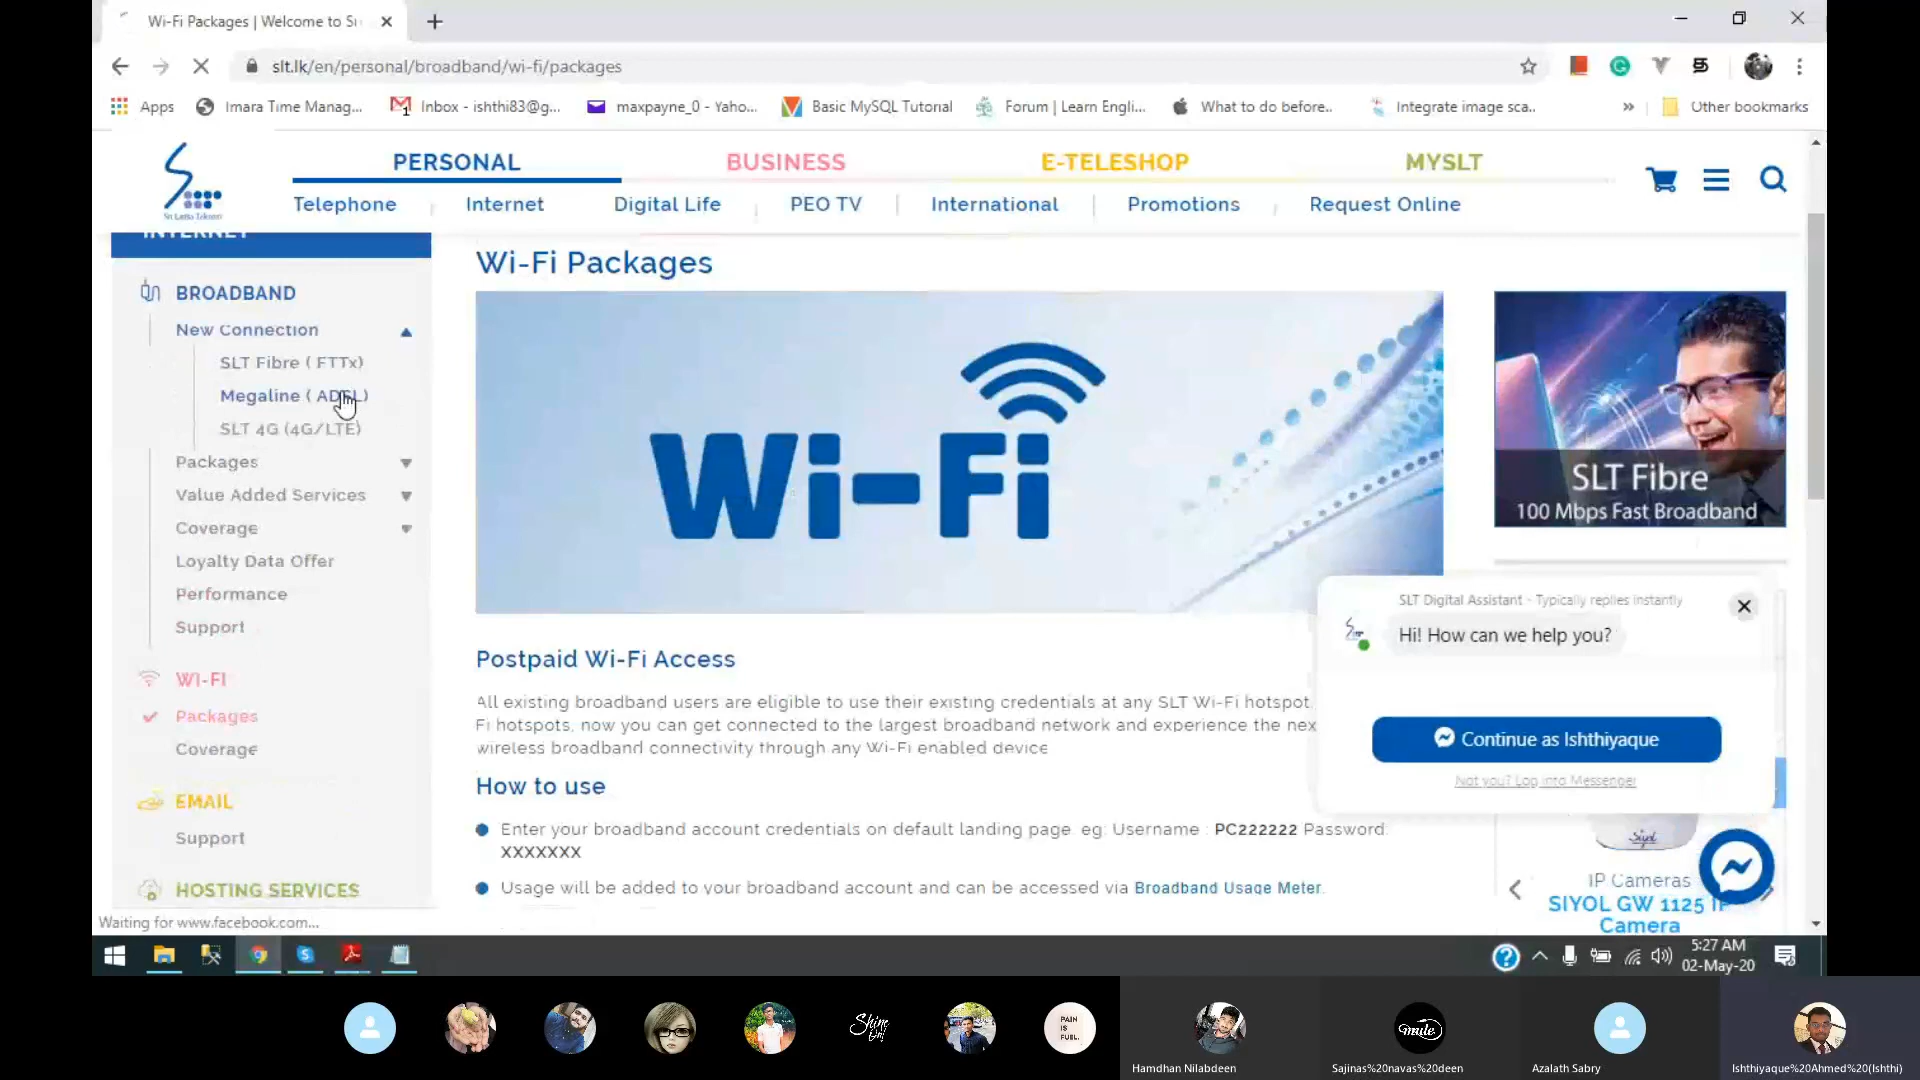 Wi-Fi Packages | Welcome to Sr
slt.lk/en/personal/broadband/wi-fi/packages
Apps
Imara Time Manag...
Inbox - ishthi83@g...
maxpayne_0 - Yaho...
Basic MySQL Tutorial
Forum | Learn Engli...
What to do before...
Integrate image sca...
»
Other bookmarks
Sri Lanka Telecom
PERSONAL
BUSINESS
E-TELESHOP
MYSLT
Telephone
Internet
Digital Life
PEO TV
International
Promotions
Request Online
INTERNET
BROADBAND
New Connection
SLT Fibre ( FTTx)
Megaline ( ADSL)
SLT 4G (4G/LTE)
Packages
Value Added Services
Coverage
Loyalty Data Offer
Performance
Support
WI-FI
Packages
Coverage
EMAIL
Support
HOSTING SERVICES
Wi-Fi Packages
Wi-Fi
Postpaid Wi-Fi Access
All existing broadband users are eligible to use their existing credentials at any SLT Wi-Fi hotspot.
Fi hotspots, now you can get connected to the largest broadband network and experience the nex
wireless broadband connectivity through any Wi-Fi enabled device
How to use
Enter your broadband account credentials on default landing page. eg: Username : PC222222 Password:
XXXXXXX
Usage will be added to your broadband account and can be accessed via Broadband Usage Meter.
SLT Fibre
100 Mbps Fast Broadband
SLT Digital Assistant - Typically replies instantly
Hi! How can we help you?
Continue as Ishthiyaque
Not you? Log into Messenger
Siyol
IP Cameras
SIYOL GW 1125 IP
Camera
Waiting for www.facebook.com...
5:27 AM
02-May-20
Shine
PAIN
IS
FUEL.
Smule
Hamdhan Nilabdeen
Sajinas%20navas%20deen
Azalath Sabry
Ishthiyaque%20Ahmed%20(Ishthi)